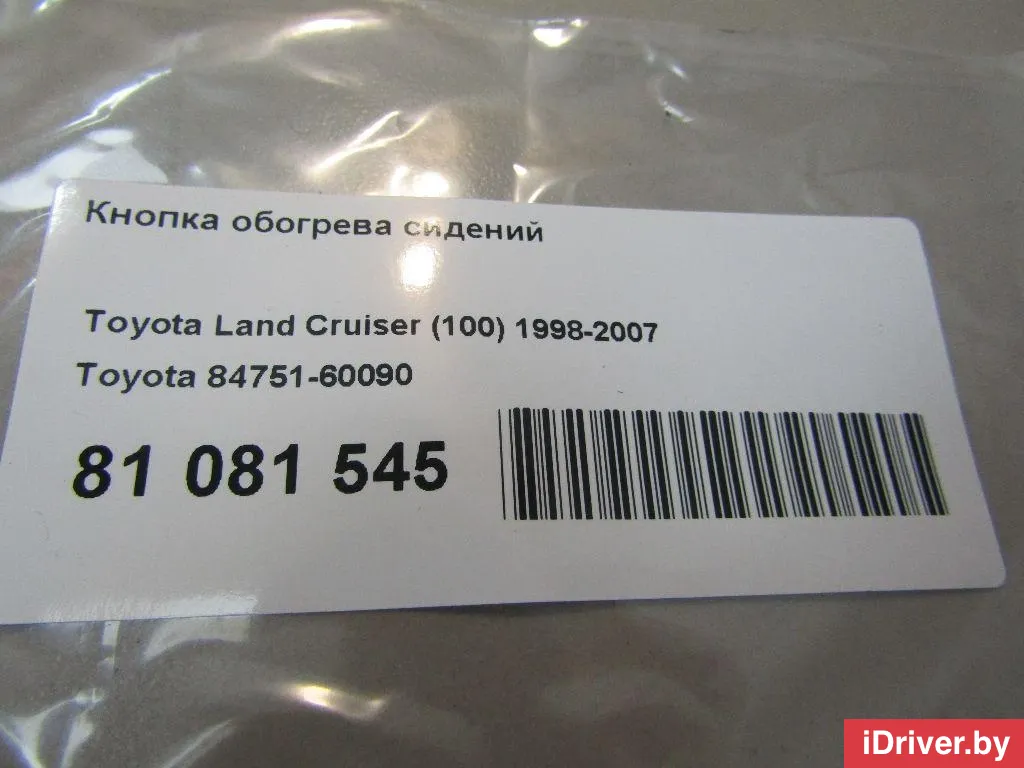 Кнопка обогрева сидений
Toyota Land Cruiser (100) 1998-2007
Toyota 84751-60090
81 081 545
iDriver.by